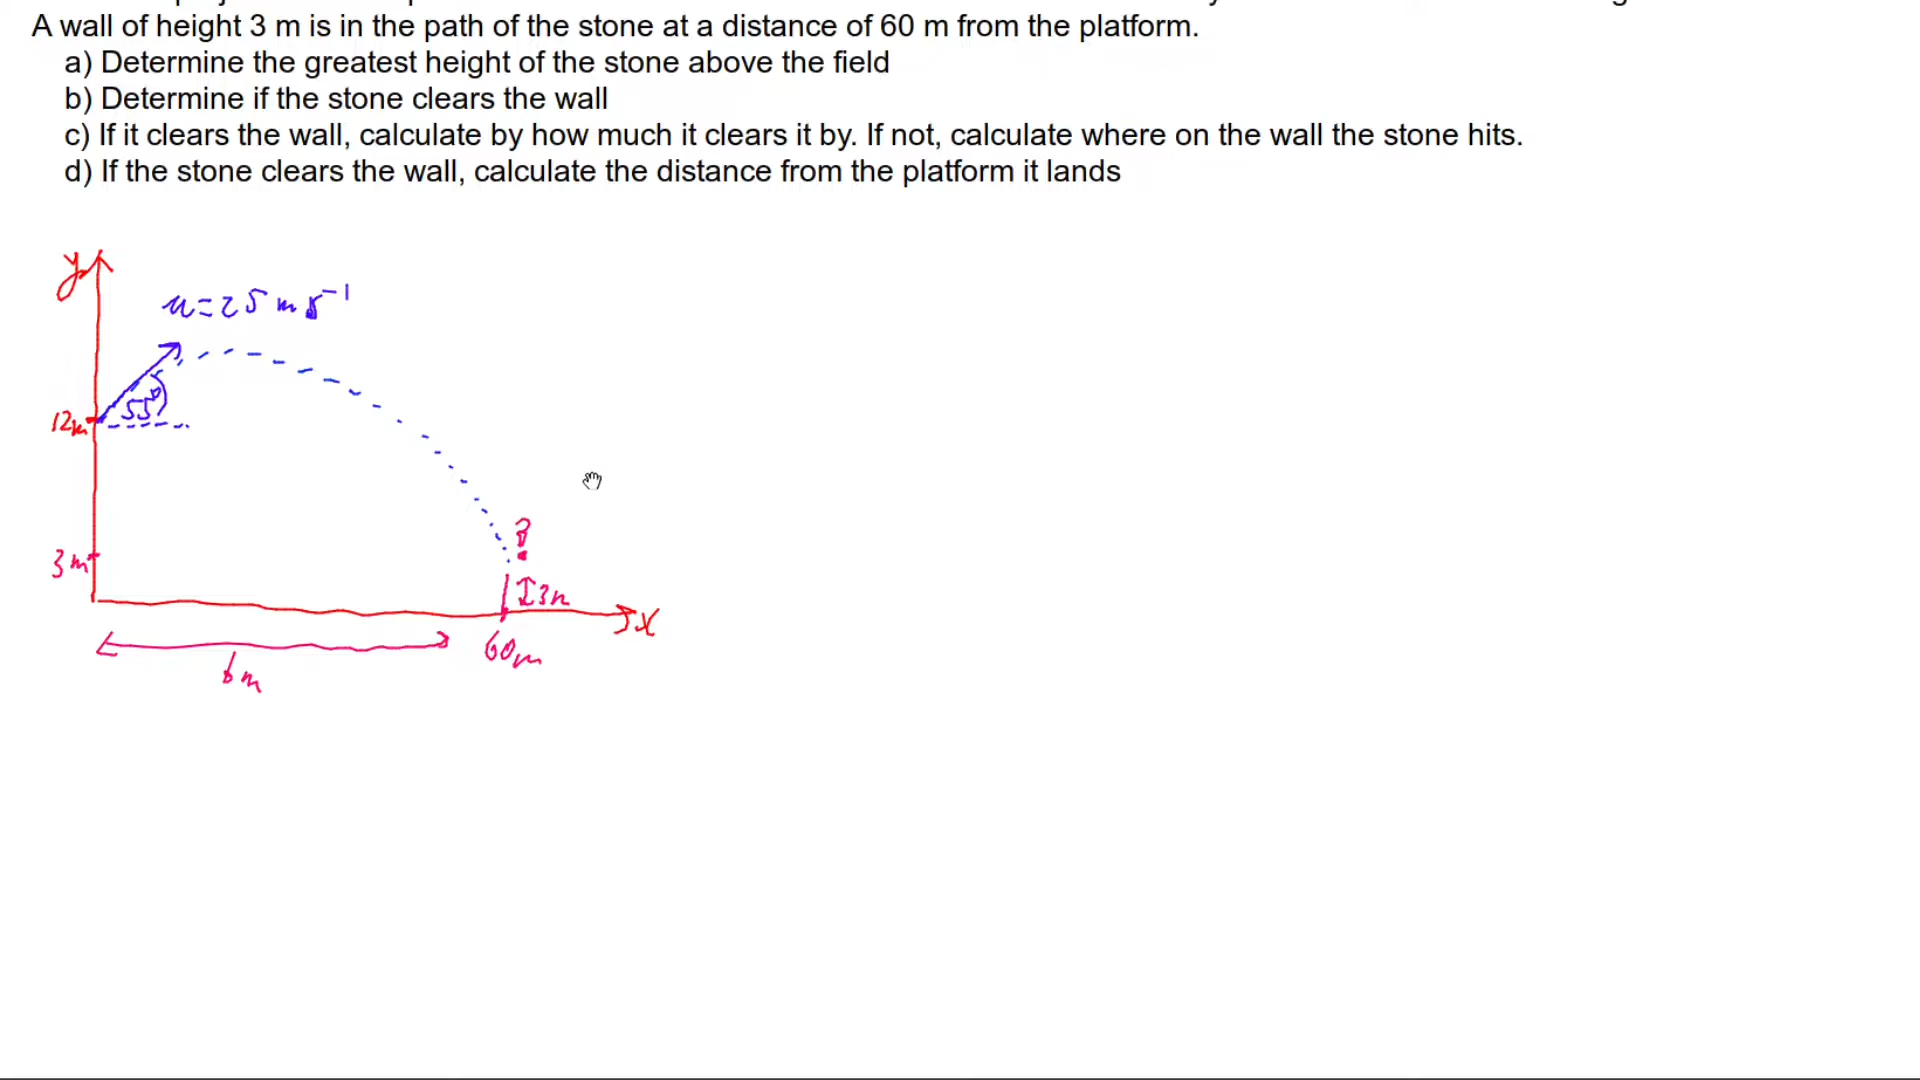 A wall of height 3 m is in the path of the stone at a distance of 60 m from the platform.
a) Determine the greatest height of the stone above the field
b) Determine if the stone clears the wall
c) If it clears the wall, calculate by how much it clears it by. If not, calculate where on the wall the stone hits.
d) If the stone clears the wall, calculate the distance from the platform it lands
y
u=25 m s⁻¹
55°
12m
?
3m
3m
x
60m
6m